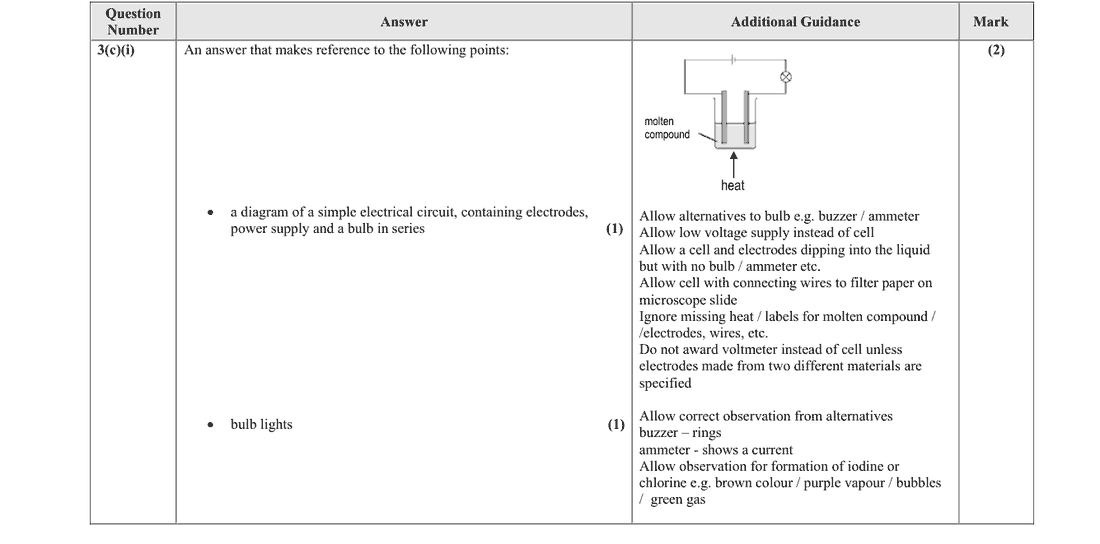 Question
Number
Answer
Additional Guidance
Mark
3(c)(i)
An answer that makes reference to the following points:
(2)
molten
compound
heat
• a diagram of a simple electrical circuit, containing electrodes,
power supply and a bulb in series
(1)
Allow alternatives to bulb e.g. buzzer / ammeter
Allow low voltage supply instead of cell
Allow a cell and electrodes dipping into the liquid
but with no bulb / ammeter etc.
Allow cell with connecting wires to filter paper on
microscope slide
Ignore missing heat / labels for molten compound /
/electrodes, wires, etc.
Do not award voltmeter instead of cell unless
electrodes made from two different materials are
specified
• bulb lights
(1)
Allow correct observation from alternatives
buzzer – rings
ammeter - shows a current
Allow observation for formation of iodine or
chlorine e.g. brown colour / purple vapour / bubbles
/ green gas